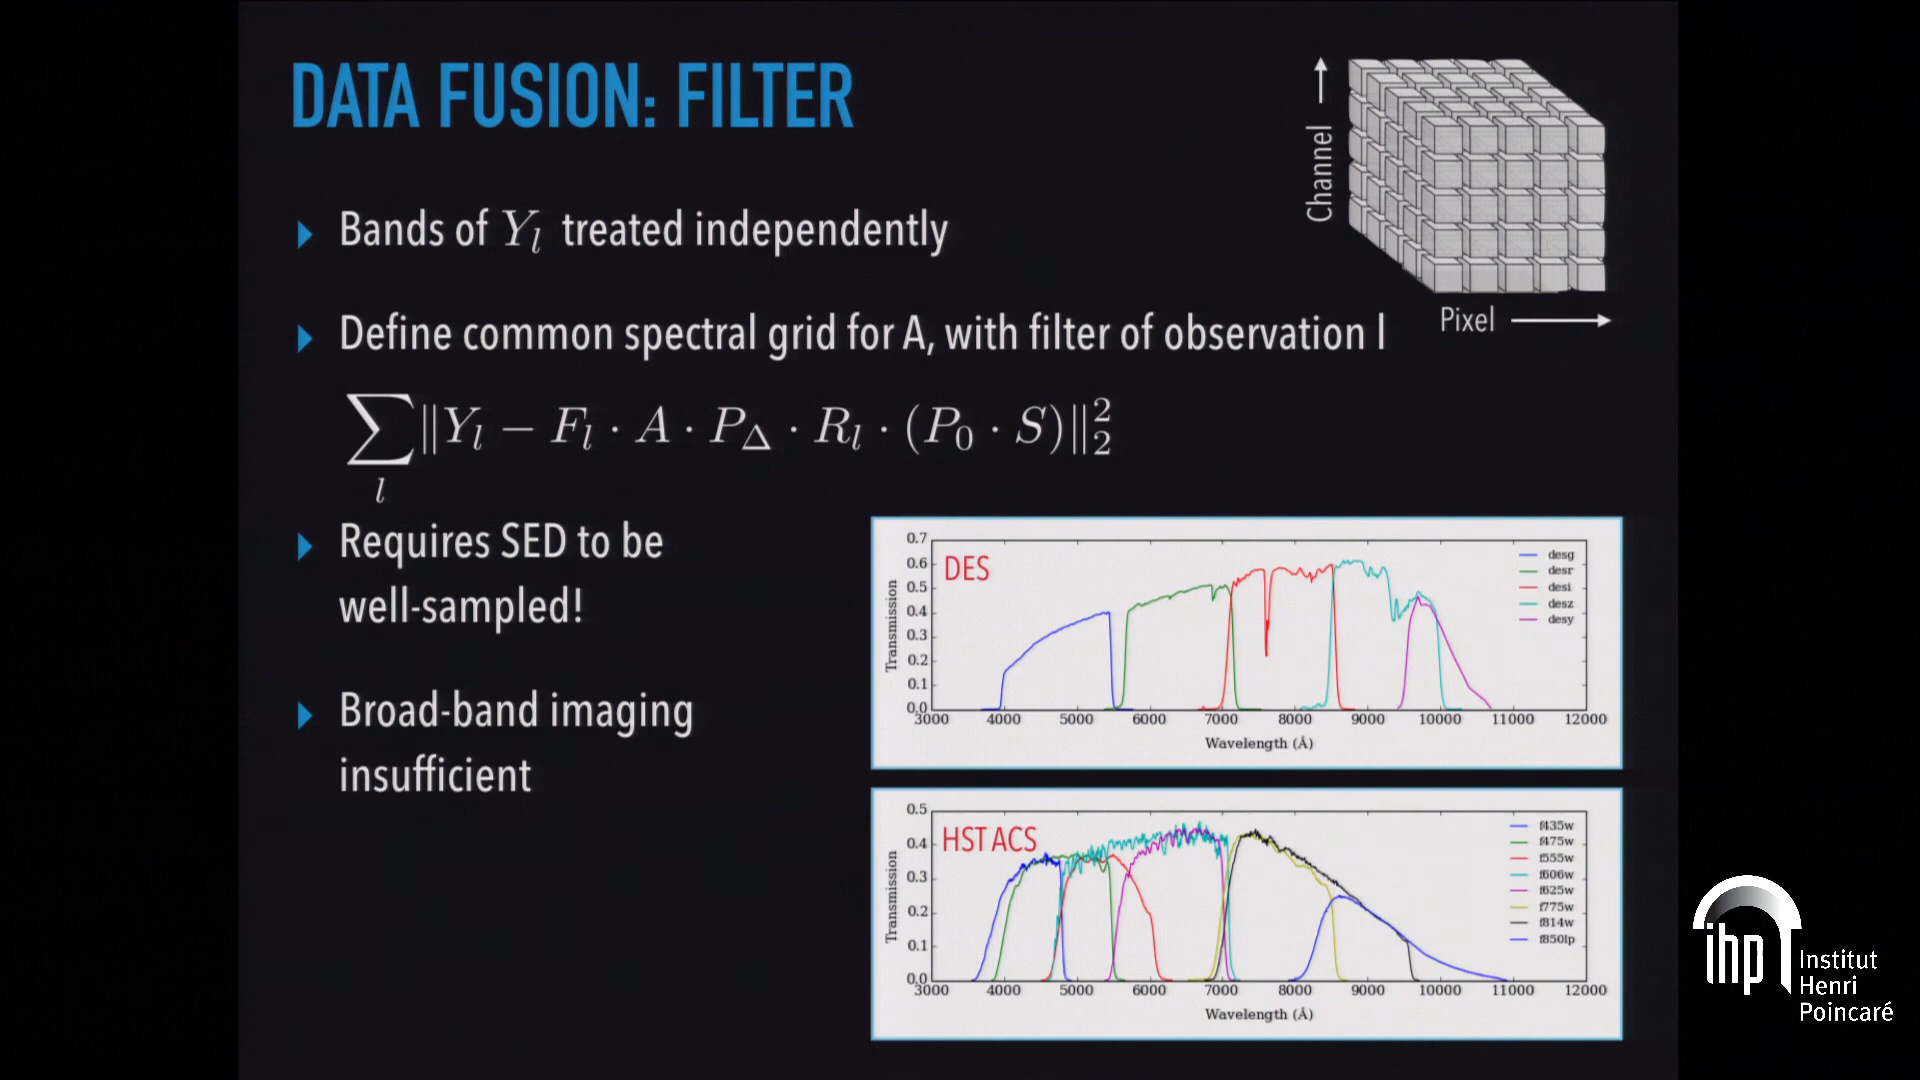 DATA FUSION: FILTER
Channel
Pixel
Bands of Y_l treated independently
Define common spectral grid for A, with filter of observation l
∑_l ‖Y_l − F_l · A · P_Δ · R_l · (P_0 · S)‖_2^2
Requires SED to be
well-sampled!
Broad-band imaging
insufficient
DES
Transmission
0.7
0.6
0.5
0.4
0.3
0.2
0.1
0.0
3000 4000 5000 6000 7000 8000 9000 10000 11000 12000
Wavelength (Å)
desg
desr
desi
desz
desy
HST ACS
Transmission
0.5
0.4
0.3
0.2
0.1
0.0
3000 4000 5000 6000 7000 8000 9000 10000 11000 12000
Wavelength (Å)
f435w
f475w
f555w
f606w
f625w
f775w
f814w
f850lp
ihp
Institut
Henri
Poincaré